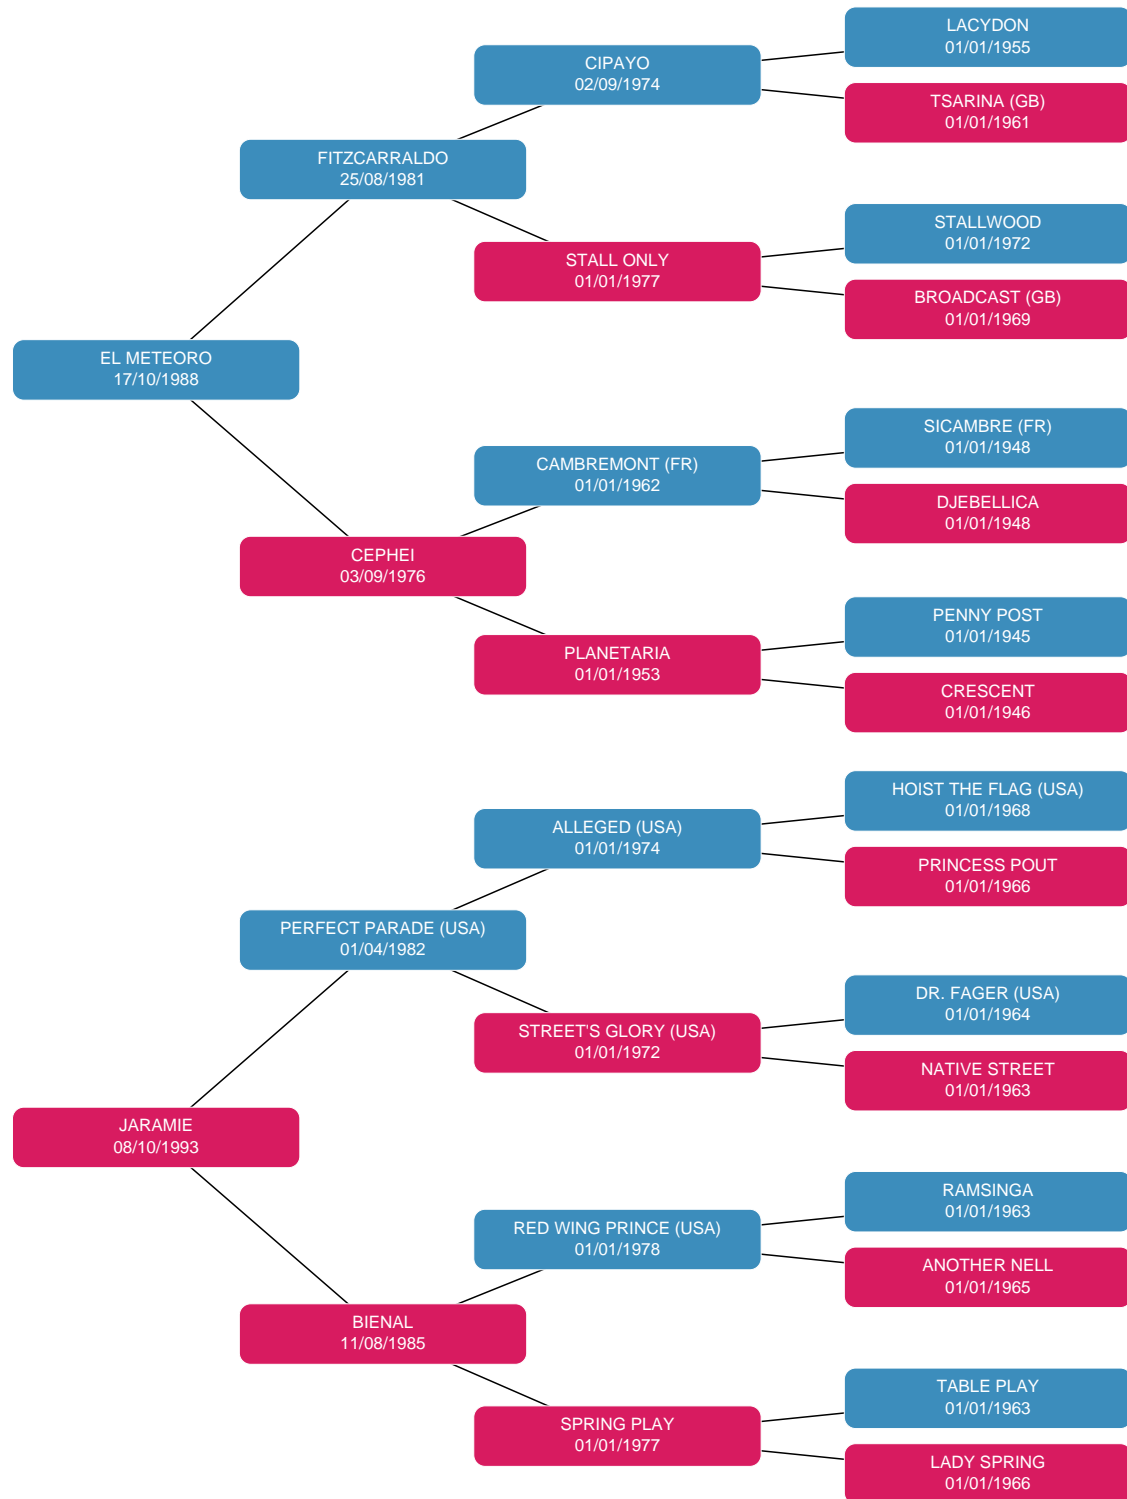 LACYDON
01/01/1955
CIPAYO
02/09/1974
TSARINA (GB)
01/01/1961
FITZCARRALDO
25/08/1981
STALLWOOD
01/01/1972
STALL ONLY
01/01/1977
BROADCAST (GB)
01/01/1969
EL METEORO
17/10/1988
SICAMBRE (FR)
01/01/1948
CAMBREMONT (FR)
01/01/1962
DJEBELLICA
01/01/1948
CEPHEI
03/09/1976
PENNY POST
01/01/1945
PLANETARIA
01/01/1953
CRESCENT
01/01/1946
HOIST THE FLAG (USA)
01/01/1968
ALLEGED (USA)
01/01/1974
PRINCESS POUT
01/01/1966
PERFECT PARADE (USA)
01/04/1982
DR. FAGER (USA)
01/01/1964
STREET'S GLORY (USA)
01/01/1972
NATIVE STREET
01/01/1963
JARAMIE
08/10/1993
RAMSINGA
01/01/1963
RED WING PRINCE (USA)
01/01/1978
ANOTHER NELL
01/01/1965
BIENAL
11/08/1985
TABLE PLAY
01/01/1963
SPRING PLAY
01/01/1977
LADY SPRING
01/01/1966